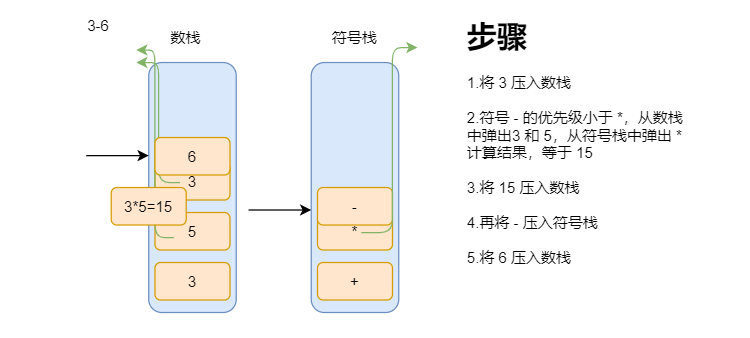 3-6
数栈
符号栈
6
3
3*5=15
5
3
-
*
+
步骤
1.将 3 压入数栈
2.符号 - 的优先级小于 *，从数栈
中弹出3 和 5，从符号栈中弹出 *
计算结果，等于 15
3.将 15 压入数栈
4.再将 - 压入符号栈
5.将 6 压入数栈